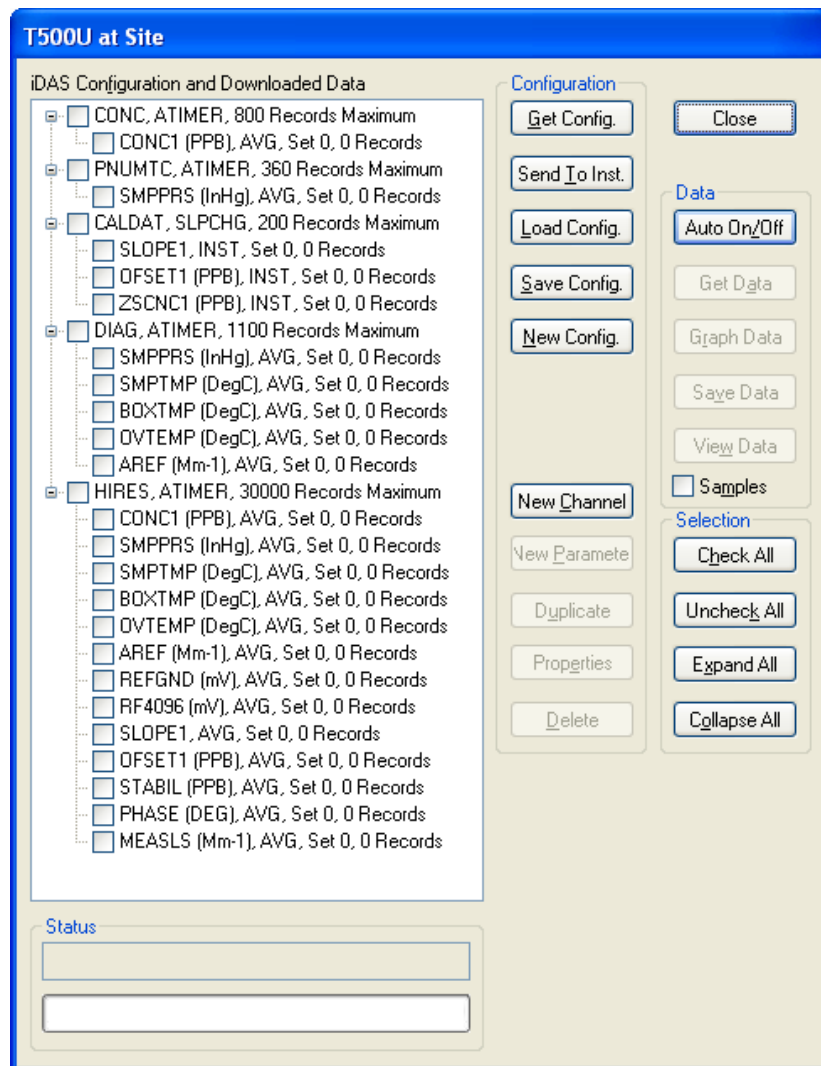 T500U at Site
iDAS Configuration and Downloaded Data
CONC, ATIMER, 800 Records Maximum
CONC1 (PPB), AVG, Set 0, 0 Records
PNUMTC, ATIMER, 360 Records Maximum
SMPPRS (InHg), AVG, Set 0, 0 Records
CALDAT, SLPCHG, 200 Records Maximum
SLOPE1, INST, Set 0, 0 Records
OFSET1 (PPB), INST, Set 0, 0 Records
ZSCNC1 (PPB), INST, Set 0, 0 Records
DIAG, ATIMER, 1100 Records Maximum
SMPPRS (InHg), AVG, Set 0, 0 Records
SMPTMP (DegC), AVG, Set 0, 0 Records
BOXTMP (DegC), AVG, Set 0, 0 Records
OVTEMP (DegC), AVG, Set 0, 0 Records
AREF (Mm-1), AVG, Set 0, 0 Records
HIRES, ATIMER, 30000 Records Maximum
CONC1 (PPB), AVG, Set 0, 0 Records
SMPPRS (InHg), AVG, Set 0, 0 Records
SMPTMP (DegC), AVG, Set 0, 0 Records
BOXTMP (DegC), AVG, Set 0, 0 Records
OVTEMP (DegC), AVG, Set 0, 0 Records
AREF (Mm-1), AVG, Set 0, 0 Records
REFGND (mV), AVG, Set 0, 0 Records
RF4096 (mV), AVG, Set 0, 0 Records
SLOPE1, AVG, Set 0, 0 Records
OFSET1 (PPB), AVG, Set 0, 0 Records
STABIL (PPB), AVG, Set 0, 0 Records
PHASE (DEG), AVG, Set 0, 0 Records
MEASLS (Mm-1), AVG, Set 0, 0 Records
Status
Configuration
Get Config.
Send To Inst.
Load Config.
Save Config.
New Config.
New Channel
New Paramete
Duplicate
Properties
Delete
Close
Data
Auto On/Off
Get Data
Graph Data
Save Data
View Data
Samples
Selection
Check All
Uncheck All
Expand All
Collapse All